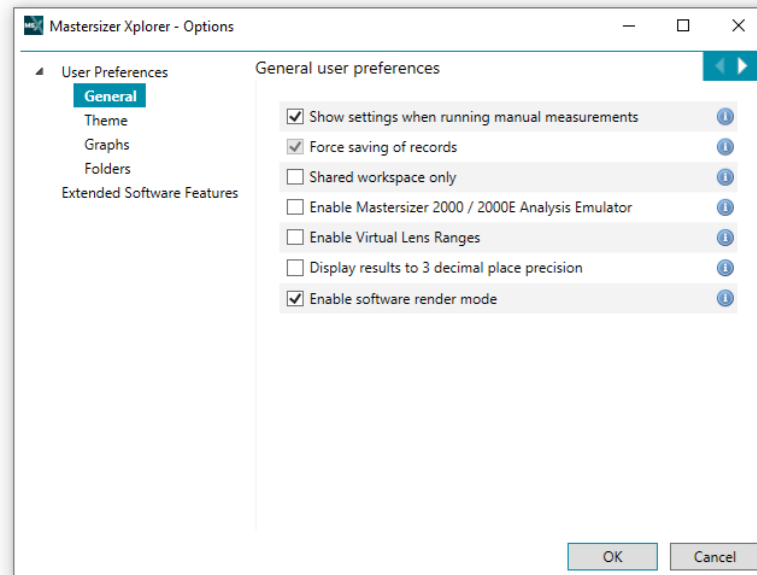 MSX Mastersizer Xplorer - Options
User Preferences
General
Theme
Graphs
Folders
Extended Software Features
General user preferences
Show settings when running manual measurements
Force saving of records
Shared workspace only
Enable Mastersizer 2000 / 2000E Analysis Emulator
Enable Virtual Lens Ranges
Display results to 3 decimal place precision
Enable software render mode
OK
Cancel